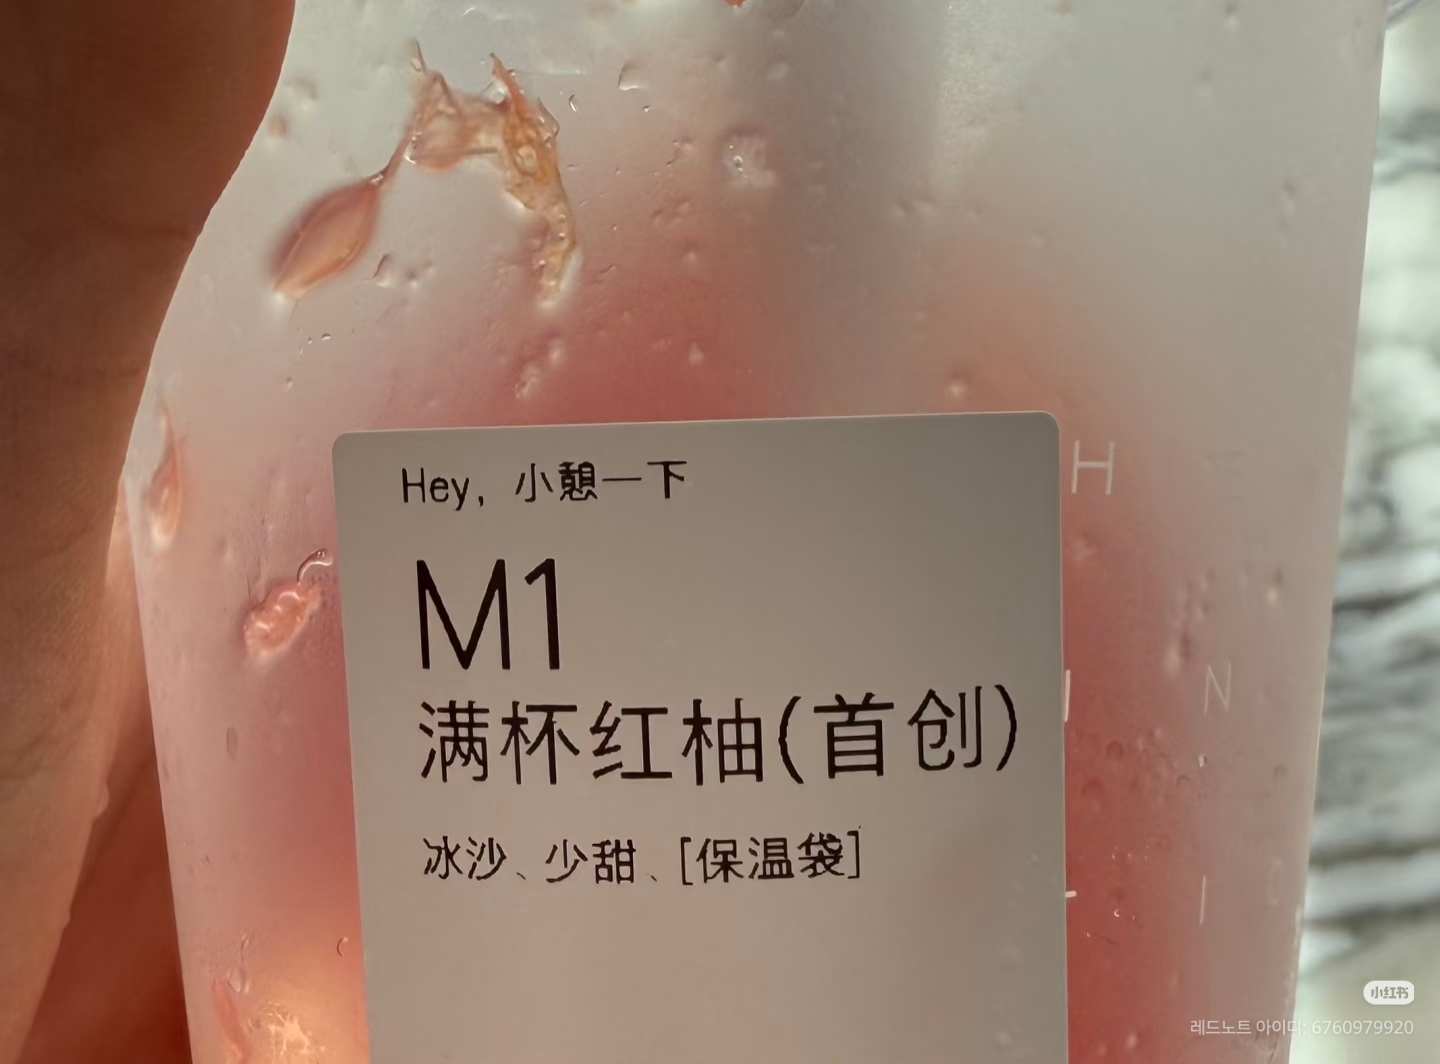 Hey, 小憩一下
M1
满杯红柚(首创)
冰沙、少甜、[保温袋]
H
N
I
小红书
레드노트 아이디: 6760979920